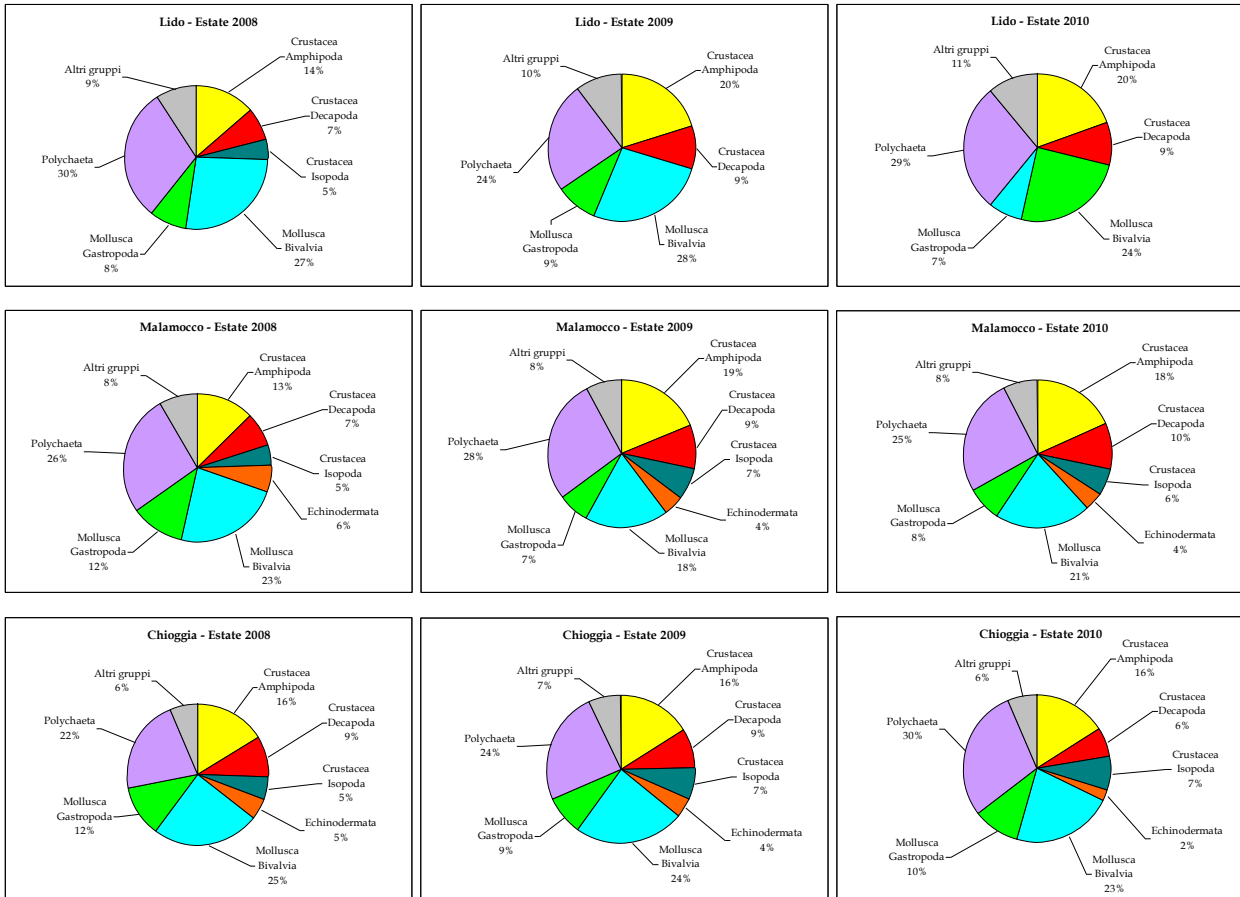 Lido - Estate 2008
Crustacea
Amphipoda
14%
Crustacea
Decapoda
7%
Crustacea
Isopoda
5%
Mollusca
Bivalvia
27%
Mollusca
Gastropoda
8%
Polychaeta
30%
Altri gruppi
9%
Lido - Estate 2009
Crustacea
Amphipoda
20%
Crustacea
Decapoda
9%
Mollusca
Bivalvia
28%
Mollusca
Gastropoda
9%
Polychaeta
24%
Altri gruppi
10%
Lido - Estate 2010
Crustacea
Amphipoda
20%
Crustacea
Decapoda
9%
Mollusca
Bivalvia
24%
Mollusca
Gastropoda
7%
Polychaeta
29%
Altri gruppi
11%
Malamocco - Estate 2008
Crustacea
Amphipoda
13%
Crustacea
Decapoda
7%
Crustacea
Isopoda
5%
Echinodermata
6%
Mollusca
Bivalvia
23%
Mollusca
Gastropoda
12%
Polychaeta
26%
Altri gruppi
8%
Malamocco - Estate 2009
Crustacea
Amphipoda
19%
Crustacea
Decapoda
9%
Crustacea
Isopoda
7%
Echinodermata
4%
Mollusca
Bivalvia
18%
Mollusca
Gastropoda
7%
Polychaeta
28%
Altri gruppi
8%
Malamocco - Estate 2010
Crustacea
Amphipoda
18%
Crustacea
Decapoda
10%
Crustacea
Isopoda
6%
Echinodermata
4%
Mollusca
Bivalvia
21%
Mollusca
Gastropoda
8%
Polychaeta
25%
Altri gruppi
8%
Chioggia - Estate 2008
Crustacea
Amphipoda
16%
Crustacea
Decapoda
9%
Crustacea
Isopoda
5%
Echinodermata
5%
Mollusca
Bivalvia
25%
Mollusca
Gastropoda
12%
Polychaeta
22%
Altri gruppi
6%
Chioggia - Estate 2009
Crustacea
Amphipoda
16%
Crustacea
Decapoda
9%
Crustacea
Isopoda
7%
Echinodermata
4%
Mollusca
Bivalvia
24%
Mollusca
Gastropoda
9%
Polychaeta
24%
Altri gruppi
7%
Chioggia - Estate 2010
Crustacea
Amphipoda
16%
Crustacea
Decapoda
6%
Crustacea
Isopoda
7%
Echinodermata
2%
Mollusca
Bivalvia
23%
Mollusca
Gastropoda
10%
Polychaeta
30%
Altri gruppi
6%